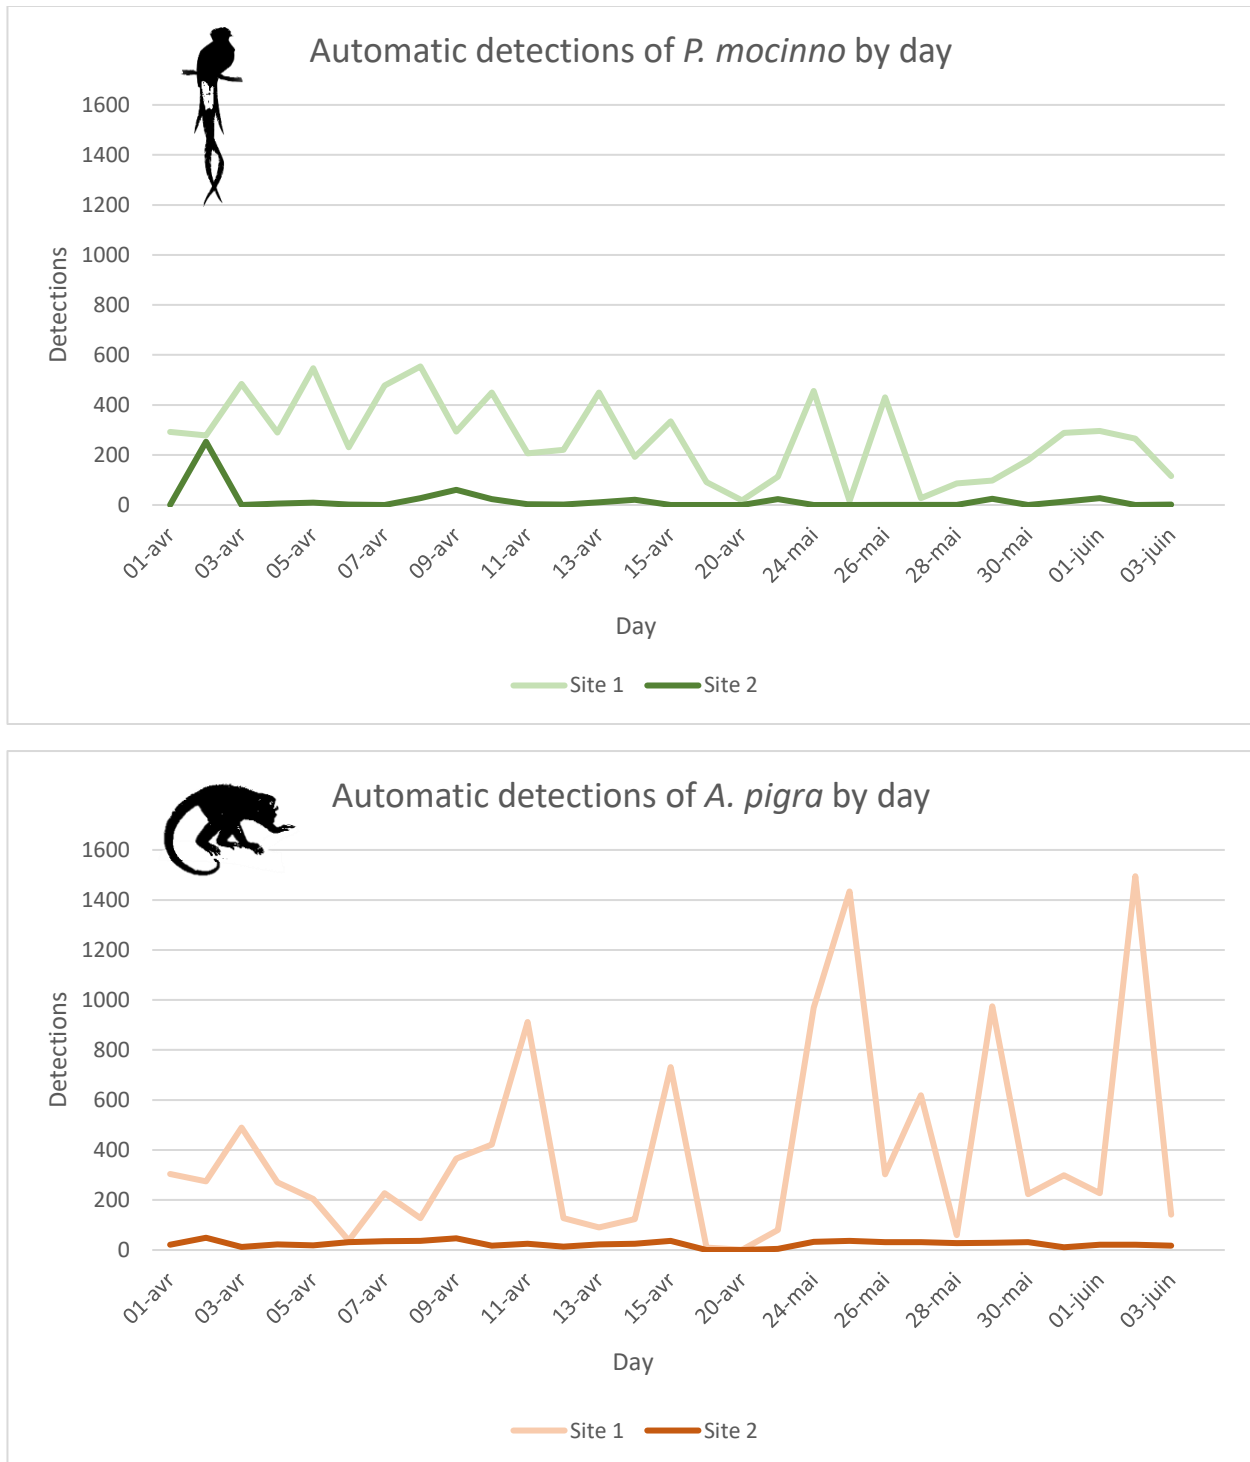 Automatic detections of P. mocinno by day
1600
1400
1200
1000
800
600
400
200
0
Detections
01-avr
03-avr
05-avr
07-avr
09-avr
11-avr
13-avr
15-avr
20-avr
24-mai
26-mai
28-mai
30-mai
01-juin
03-juin
Day
Site 1
Site 2
Automatic detections of A. pigra by day
1600
1400
1200
1000
800
600
400
200
0
Detections
01-avr
03-avr
05-avr
07-avr
09-avr
11-avr
13-avr
15-avr
20-avr
24-mai
26-mai
28-mai
30-mai
01-juin
03-juin
Day
Site 1
Site 2